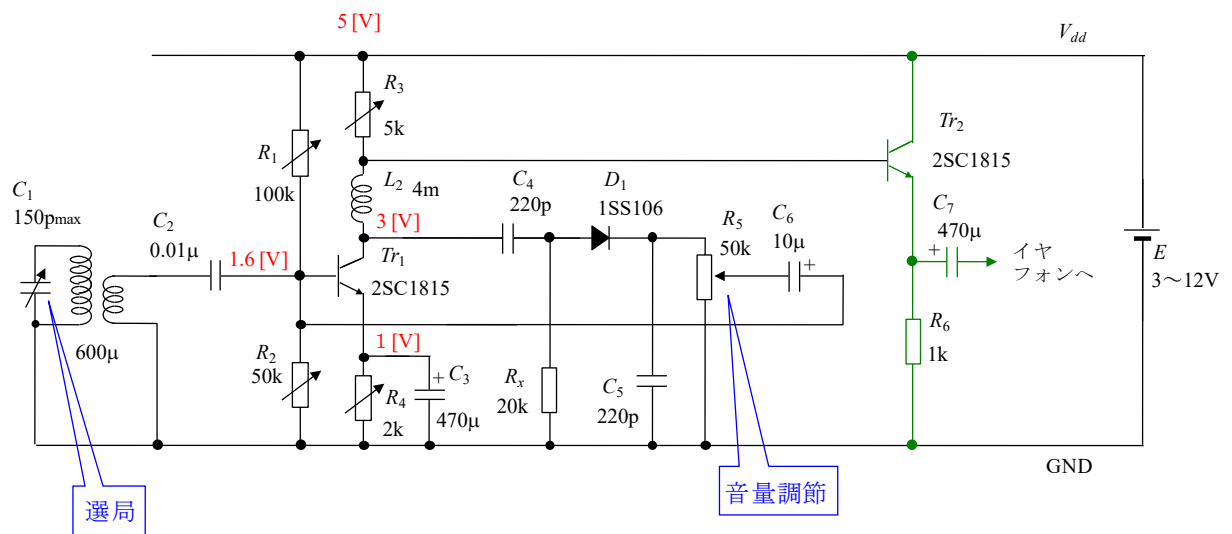 5 [V]
V_dd
R_3
5k
R_1
100k
Tr_2
2SC1815
C_1
150pmax
C_2
0.01μ
L_2 4m
C_4
220p
D_1
1SS106
R_5
50k
C_6
10μ
+
C_7
470μ
+
イヤ
フォンへ
E
3～12V
3 [V]
1.6 [V]
Tr_1
2SC1815
600μ
R_2
50k
1 [V]
R_4
2k
+
C_3
470μ
R_x
20k
C_5
220p
R_6
1k
GND
選局
音量調節